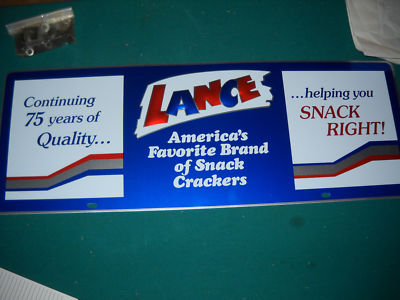 Continuing
75 years of
Quality...
LANCE
America's
Favorite Brand
of Snack
Crackers
...helping you
SNACK
RIGHT!